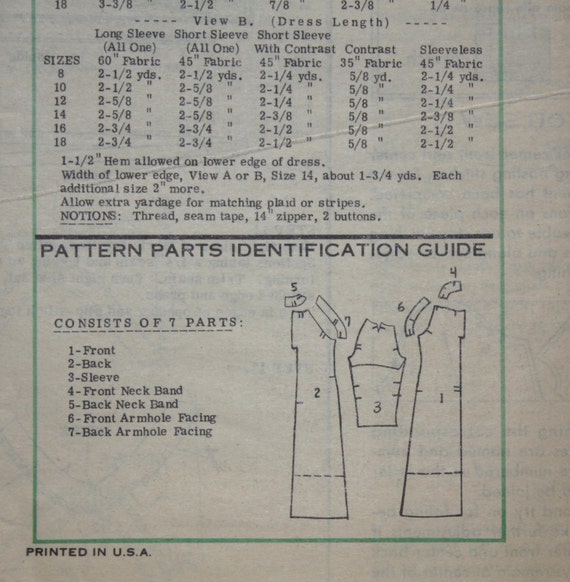 18 3-3/8 " 2-1/2 " 7/8 " 2-3/8 " 1/4 "
----- View B. (Dress Length) -----
Long Sleeve Short Sleeve Short Sleeve
(All One) (All One) With Contrast Contrast Sleeveless
SIZES 60" Fabric 45" Fabric 45" Fabric 35" Fabric 45" Fabric
8 2-1/2 yds. 2-1/2 yds. 2-1/4 yds. 5/8 yd. 2-1/4 yds.
10 2-1/2 " 2-5/8 " 2-1/4 " 5/8 " 2-1/4 "
12 2-5/8 " 2-5/8 " 2-1/4 " 5/8 " 2-1/4 "
14 2-5/8 " 2-5/8 " 2-1/4 " 5/8 " 2-3/8 "
16 2-3/4 " 2-3/4 " 2-1/2 " 5/8 " 2-1/2 "
18 2-3/4 " 2-3/4 " 2-1/2 " 5/8 " 2-1/2 "
1-1/2" Hem allowed on lower edge of dress.
Width of lower edge, View A or B, Size 14, about 1-3/4 yds. Each
additional size 2" more.
Allow extra yardage for matching plaid or stripes.
NOTIONS: Thread, seam tape, 14" zipper, 2 buttons.
PATTERN PARTS IDENTIFICATION GUIDE
CONSISTS OF 7 PARTS:
1-Front
2-Back
3-Sleeve
4-Front Neck Band
5-Back Neck Band
6-Front Armhole Facing
7-Back Armhole Facing
5
4
7
6
2
3
1
PRINTED IN U.S.A.